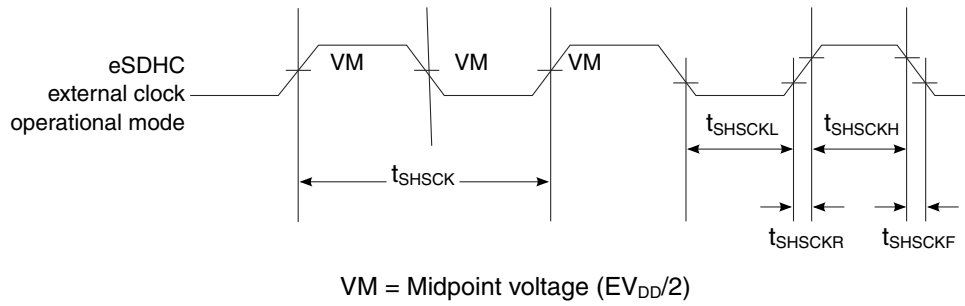 VM VM VM
eSDHC
external clock
operational mode
tSHSCKL tSHSCKH
tSHSCK
tSHSCKR tSHSCKF
VM = Midpoint voltage (EVDD/2)